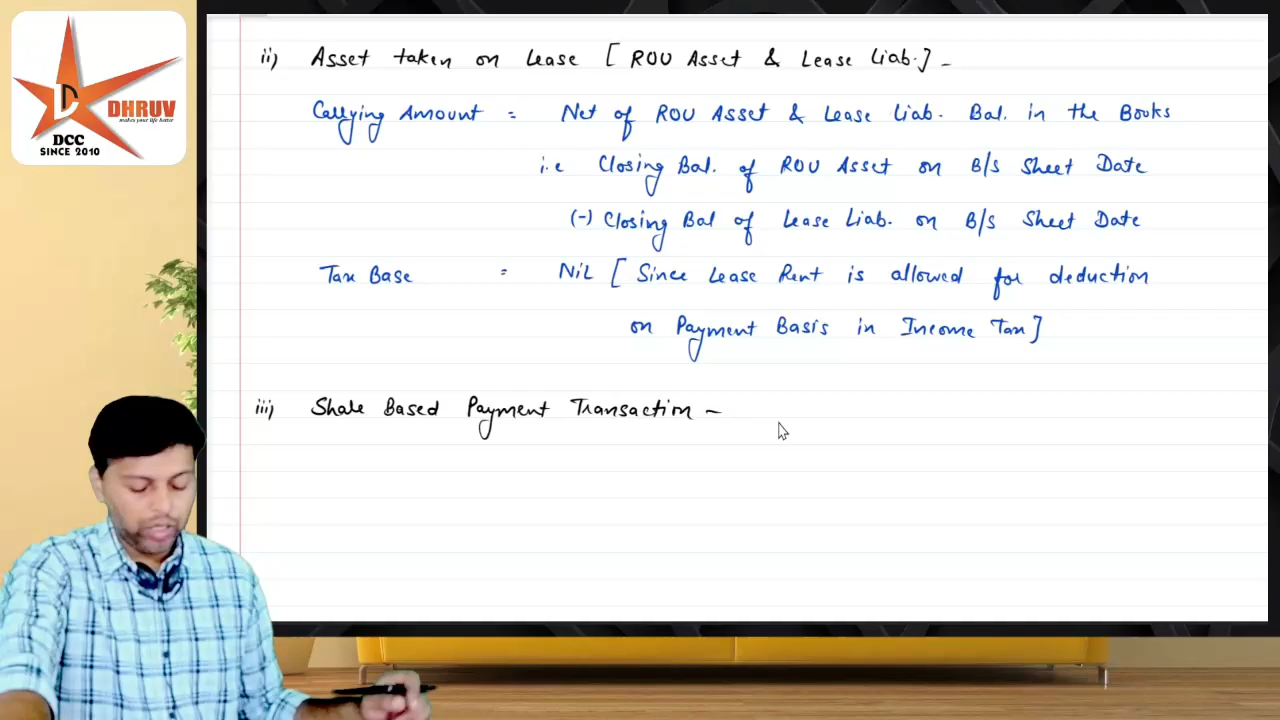 DHRUV
makes your life better
DCC
SINCE 2010
ii) Asset taken on Lease [ ROU Asset & Lease Liab. ] -
Carrying Amount = Net of ROU Asset & Lease Liab. Bal. in the Books
i.e Closing Bal. of ROU Asset on B/S Sheet Date
(-) Closing Bal of Lease Liab. on B/S Sheet Date
Tax Base = NiL [ Since Lease Rent is allowed for deduction
on Payment Basis in Income Tax ]
iii) Share Based Payment Transaction -